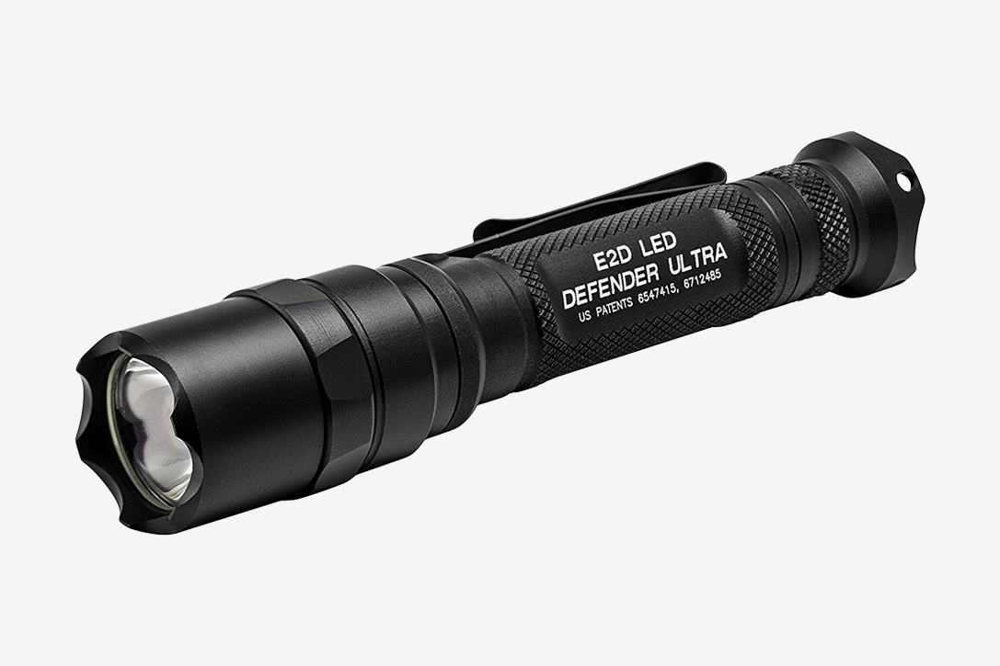 E2D LED
DEFENDER ULTRA
US PATENTS 6547415, 6712485